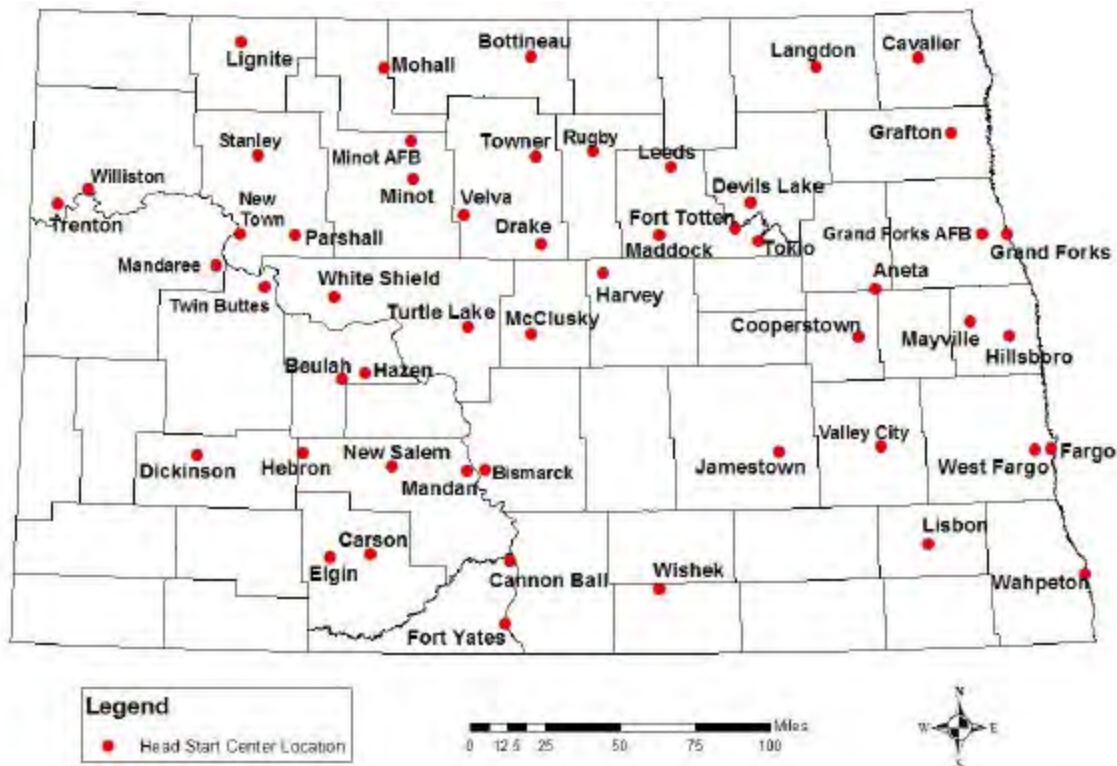 Bottineau
Langdon
Cavalier
Lignite
Mohall
Grafton
Stanley
Minot AFB
Towner
Rugby
Leeds
Williston
Minot
Velva
Devils Lake
New
Town
Trenton
Parshall
Drake
Fort Totten
Maddock
Tokio
Grand Forks AFB
Grand Forks
Mandaree
White Shield
Aneta
Twin Buttes
Harvey
Turtle Lake
McClusky
Cooperstown
Mayville
Hillsboro
Beulah
Hazen
Valley City
Dickinson
Hebron
New Salem
Mandan
Bismarck
Jamestown
West Fargo
Fargo
Lisbon
Carson
Elgin
Cannon Ball
Wishek
Wahpeton
Fort Yates
Legend
Head Start Center Location
Miles
0 12.5 25 50 75 100
N
W E
S